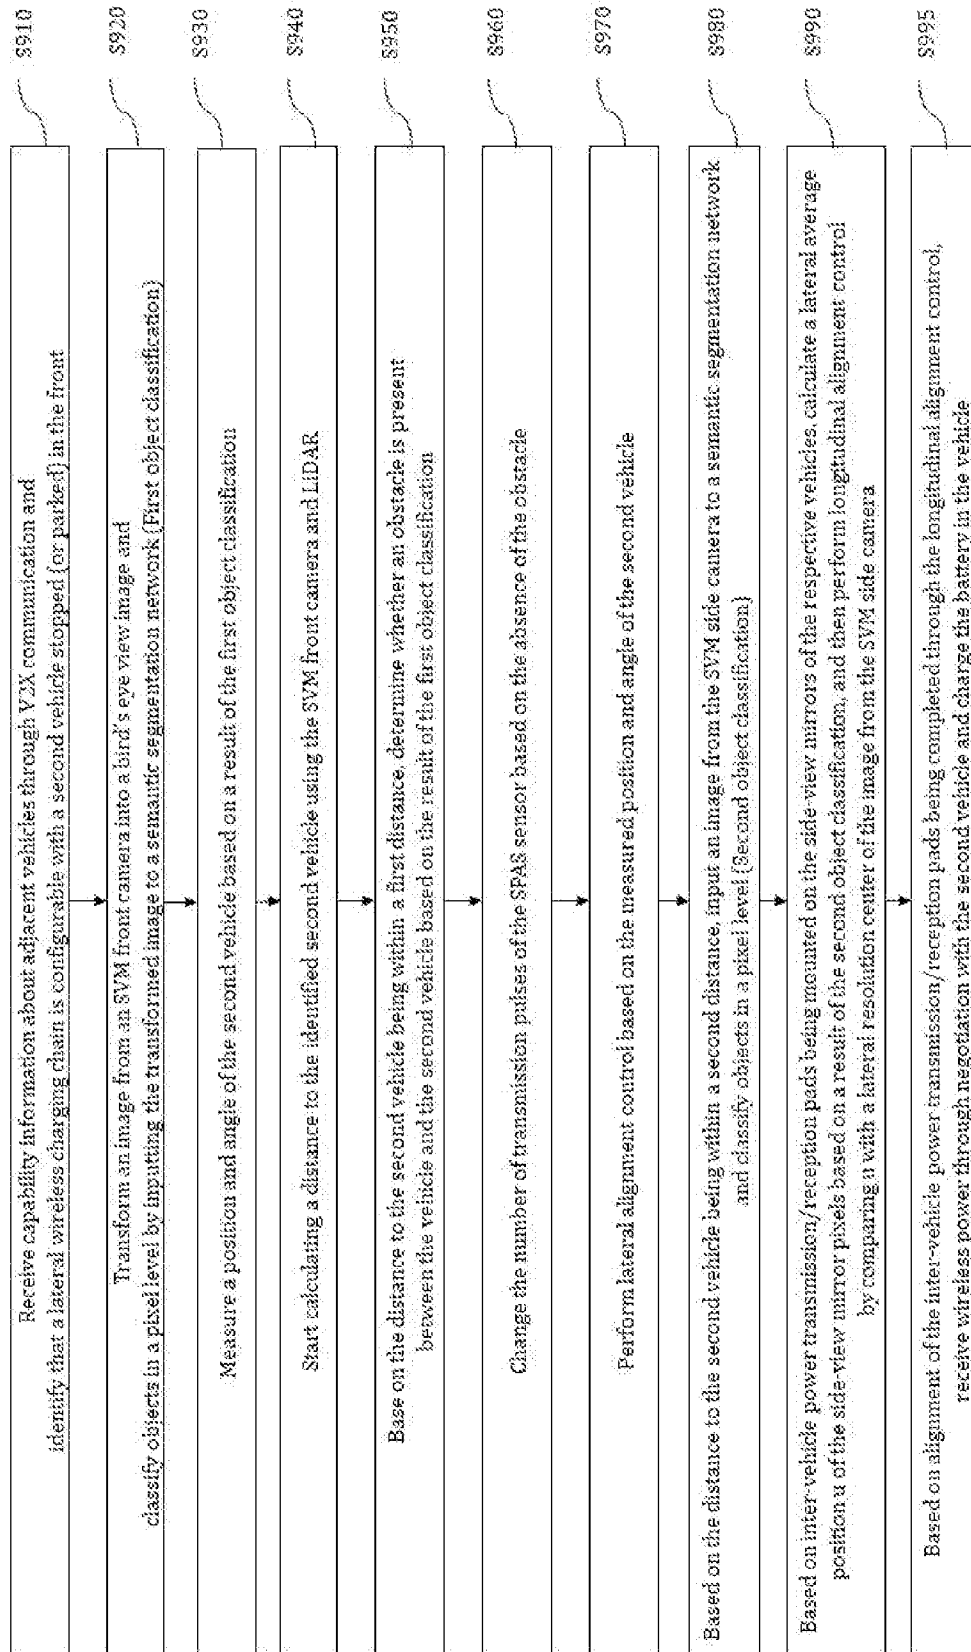 S910
Receive capability information about adjacent vehicles through V2X communication and
identify that a lateral wireless charging chain is configurable with a second vehicle stopped (or parked) in the front
S920
Transform an image from an SVM front camera into a bird's eye view image and
classify objects in a pixel level by inputting the transformed image to a semantic segmentation network (First object classification)
S930
Measure a position and angle of the second vehicle based on a result of the first object classification
S940
Start calculating a distance to the identified second vehicle using the SVM front camera and LiDAR
S950
Base on the distance to the second vehicle being within a first distance, determine whether an obstacle is present
between the vehicle and the second vehicle based on the result of the first object classification
S960
Change the number of transmission pulses of the SPAS sensor based on the absence of the obstacle
S970
Perform lateral alignment control based on the measured position and angle of the second vehicle
S980
Based on the distance to the second vehicle being within a second distance, input an image from the SVM side camera to a semantic segmentation network
and classify objects in a pixel level (Second object classification)
S990
Based on inter-vehicle power transmission/reception pads being mounted on the side-view mirrors of the respective vehicles, calculate a lateral average
position u of the side-view mirror pixels based on a result of the second object classification, and then perform longitudinal alignment control
by comparing u with a lateral resolution center of the image from the SVM side camera
S995
Based on alignment of the inter-vehicle power transmission/reception pads being completed through the longitudinal alignment control,
receive wireless power through negotiation with the second vehicle and charge the battery in the vehicle